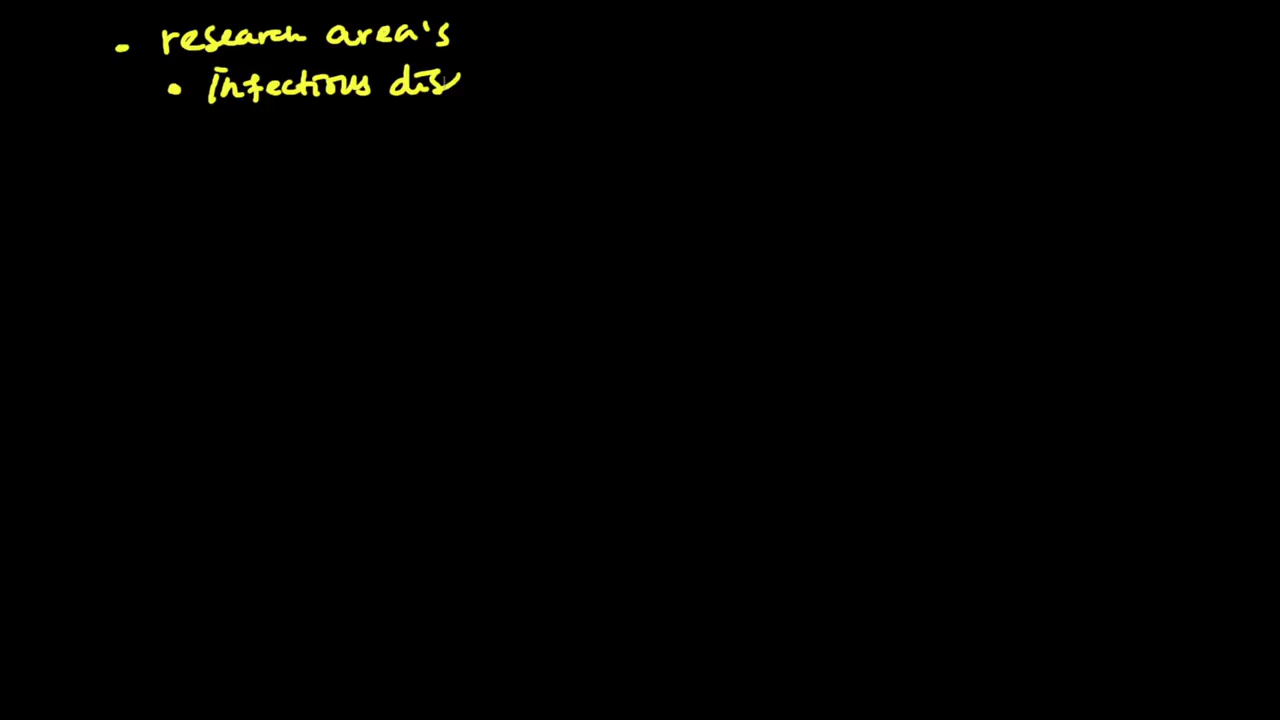 • research area's
• infectious dis